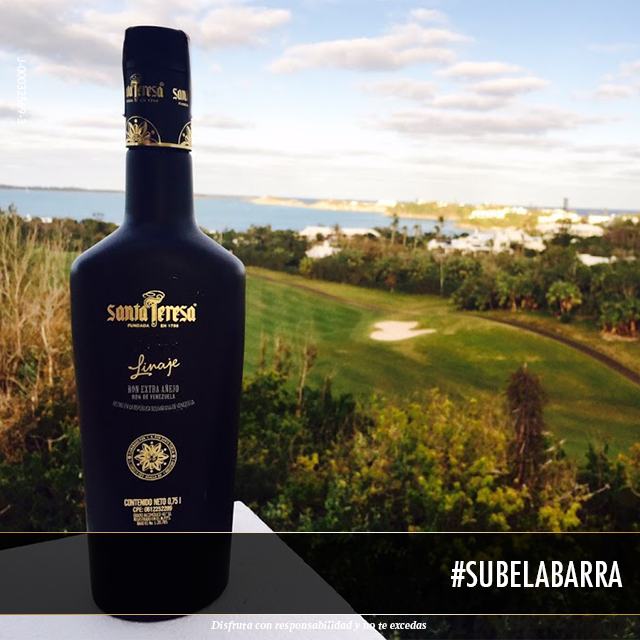 Santa Teresa
Santa Teresa®
FUNDADA EN 1796
Linaje
RON EXTRA AÑEJO
RON DE VENEZUELA
CONTENIDO NETO 0,75 l
#SUBELABARRA
Disfruta con responsabilidad y no te excedas